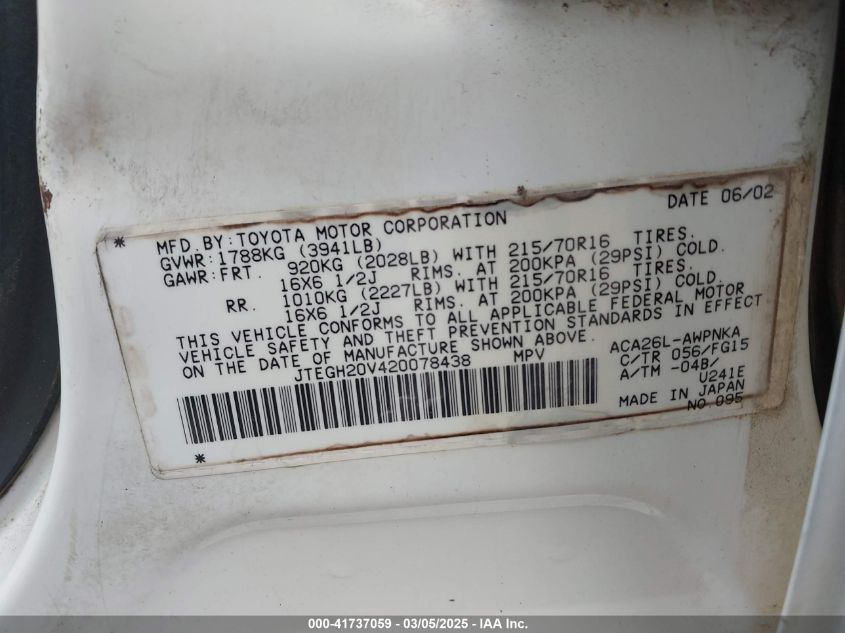 DATE 06/02
* MFD. BY: TOYOTA MOTOR CORPORATION
GVWR: 1788KG (3941LB)
GAWR: FRT. 920KG (2028LB) WITH 215/70R16 TIRES.
16X6 1/2J RIMS. AT 200KPA (29PSI) COLD.
RR. 1010KG (2227LB) WITH 215/70R16 TIRES.
16X6 1/2J RIMS. AT 200KPA (29PSI) COLD.
THIS VEHICLE CONFORMS TO ALL APPLICABLE FEDERAL MOTOR
VEHICLE SAFETY AND THEFT PREVENTION STANDARDS IN EFFECT
ON THE DATE OF MANUFACTURE SHOWN ABOVE.
JTEGH20V420078438 MPV
ACA26L-AWPNKA
C/TR 056/FG15
A/TM -04B/
U241E
MADE IN JAPAN
NO.095
*
000-41737059 — 03/05/2025 — IAA Inc.